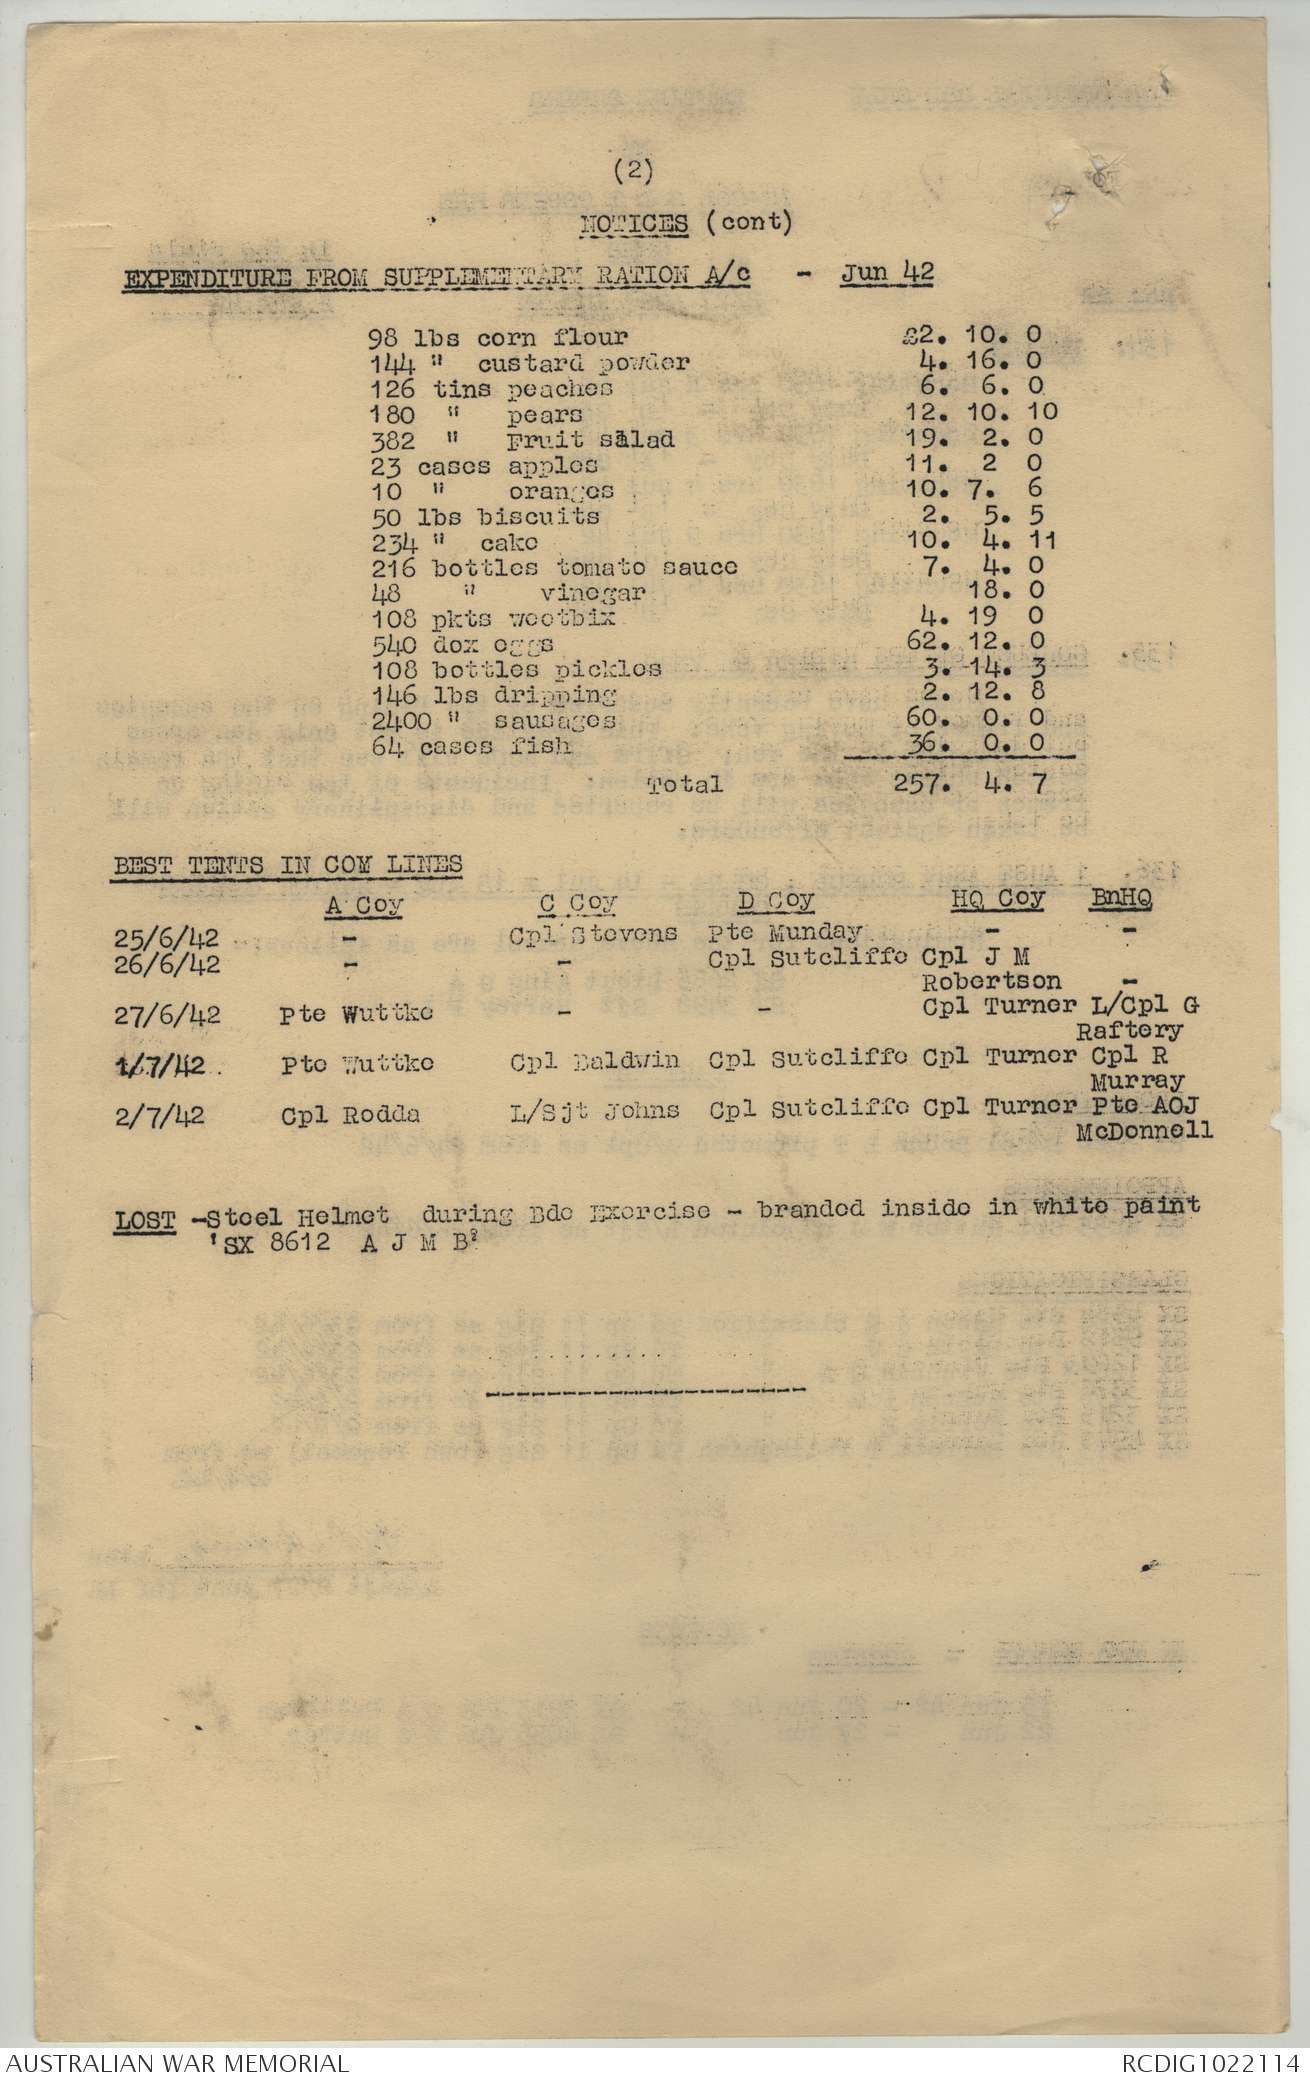 (2)
NOTICES (cont)
EXPENDITURE FROM SUPPLEMENTARY RATION A/c - Jun 42
98 lbs corn flour £2. 10. 0
144 " custard powder 4. 16. 0
126 tins peaches 6. 6. 0
180 " pears 12. 10. 10
382 " Fruit salad 19. 2. 0
23 cases apples 11. 2 0
10 " oranges 10. 7. 6
50 lbs biscuits 2. 5. 5
234 " cake 10. 4. 11
216 bottles tomato sauce 7. 4. 0
48 " vinegar 18. 0
108 pkts weetbix 4. 19 0
540 dox eggs 62. 12. 0
108 bottles pickles 3. 14. 3
146 lbs dripping 2. 12. 8
2400 " sausages 60. 0. 0
64 cases fish 36. 0. 0
Total 257. 4. 7
BEST TENTS IN COM LINES
A Coy C Coy D Coy HQ Coy BnHQ
25/6/42 - Cpl Stevens Pte Munday - -
26/6/42 - - Cpl Sutcliffe Cpl J M
Robertson -
27/6/42 Pte Wuttke - - Cpl Turner L/Cpl G
Raftery
1/7/42 Pte Wuttke Cpl Baldwin Cpl Sutcliffe Cpl Turner Cpl R
Murray
2/7/42 Cpl Rodda L/Sjt Johns Cpl Sutcliffe Cpl Turner Pte AOJ
McDonnell
LOST -Steel Helmet during Bde Exercise - branded inside in white paint
'SX 8612 A J M B'
AUSTRALIAN WAR MEMORIAL RCDIG1022114